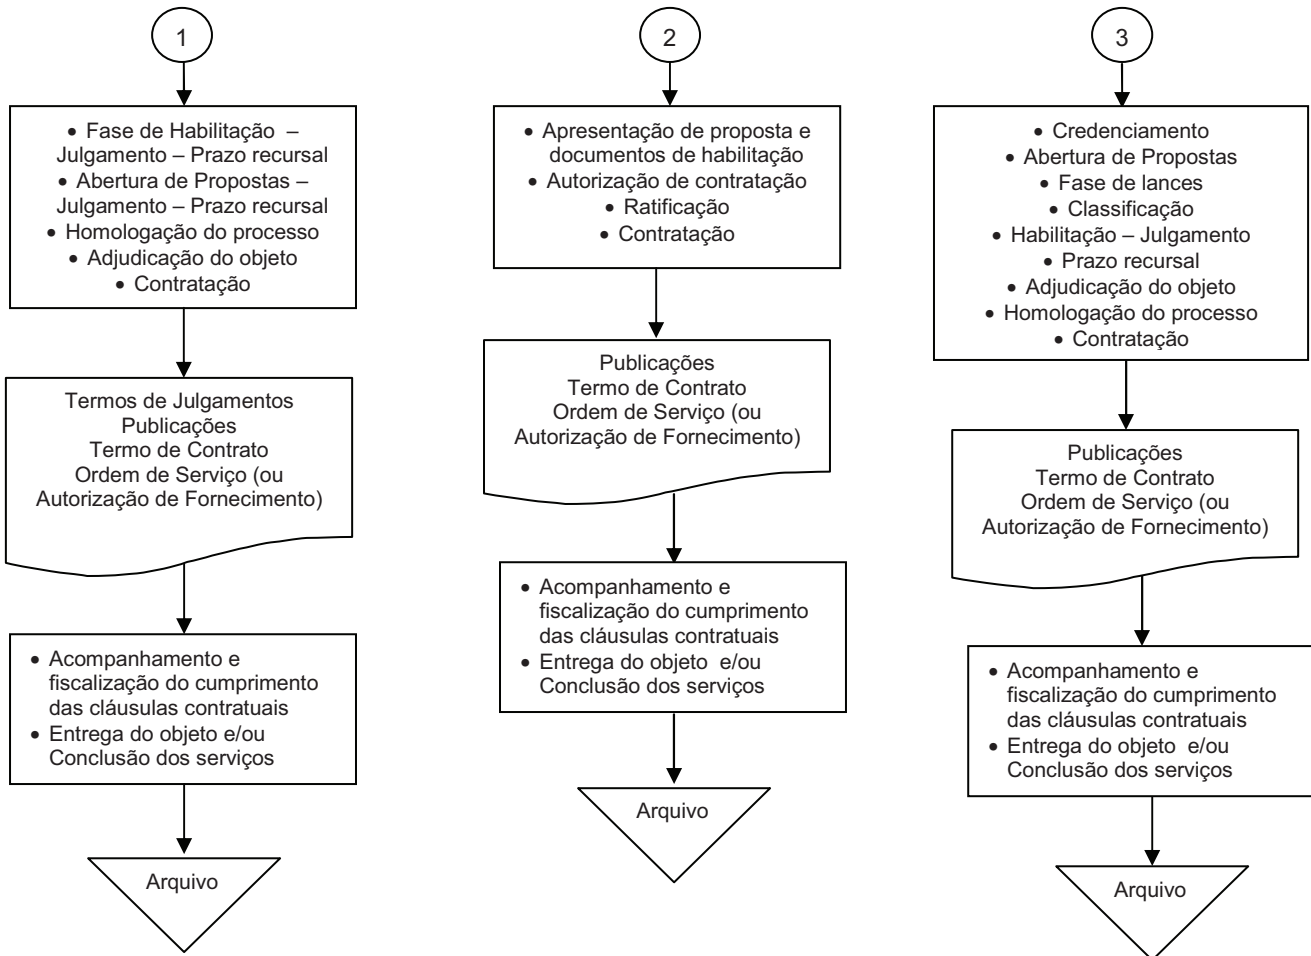 1
• Fase de Habilitação –
Julgamento – Prazo recursal
• Abertura de Propostas –
Julgamento – Prazo recursal
• Homologação do processo
• Adjudicação do objeto
• Contratação
Termos de Julgamentos
Publicações
Termo de Contrato
Ordem de Serviço (ou
Autorização de Fornecimento)
• Acompanhamento e
fiscalização do cumprimento
das cláusulas contratuais
• Entrega do objeto e/ou
Conclusão dos serviços
Arquivo
2
• Apresentação de proposta e
documentos de habilitação
• Autorização de contratação
• Ratificação
• Contratação
Publicações
Termo de Contrato
Ordem de Serviço (ou
Autorização de Fornecimento)
• Acompanhamento e
fiscalização do cumprimento
das cláusulas contratuais
• Entrega do objeto e/ou
Conclusão dos serviços
Arquivo
3
• Credenciamento
• Abertura de Propostas
• Fase de lances
• Classificação
• Habilitação – Julgamento
• Prazo recursal
• Adjudicação do objeto
• Homologação do processo
• Contratação
Publicações
Termo de Contrato
Ordem de Serviço (ou
Autorização de Fornecimento)
• Acompanhamento e
fiscalização do cumprimento
das cláusulas contratuais
• Entrega do objeto e/ou
Conclusão dos serviços
Arquivo